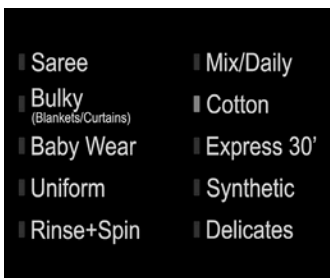 Saree
Bulky
(Blankets/Curtains)
Baby Wear
Uniform
Rinse+Spin
Mix/Daily
Cotton
Express 30'
Synthetic
Delicates